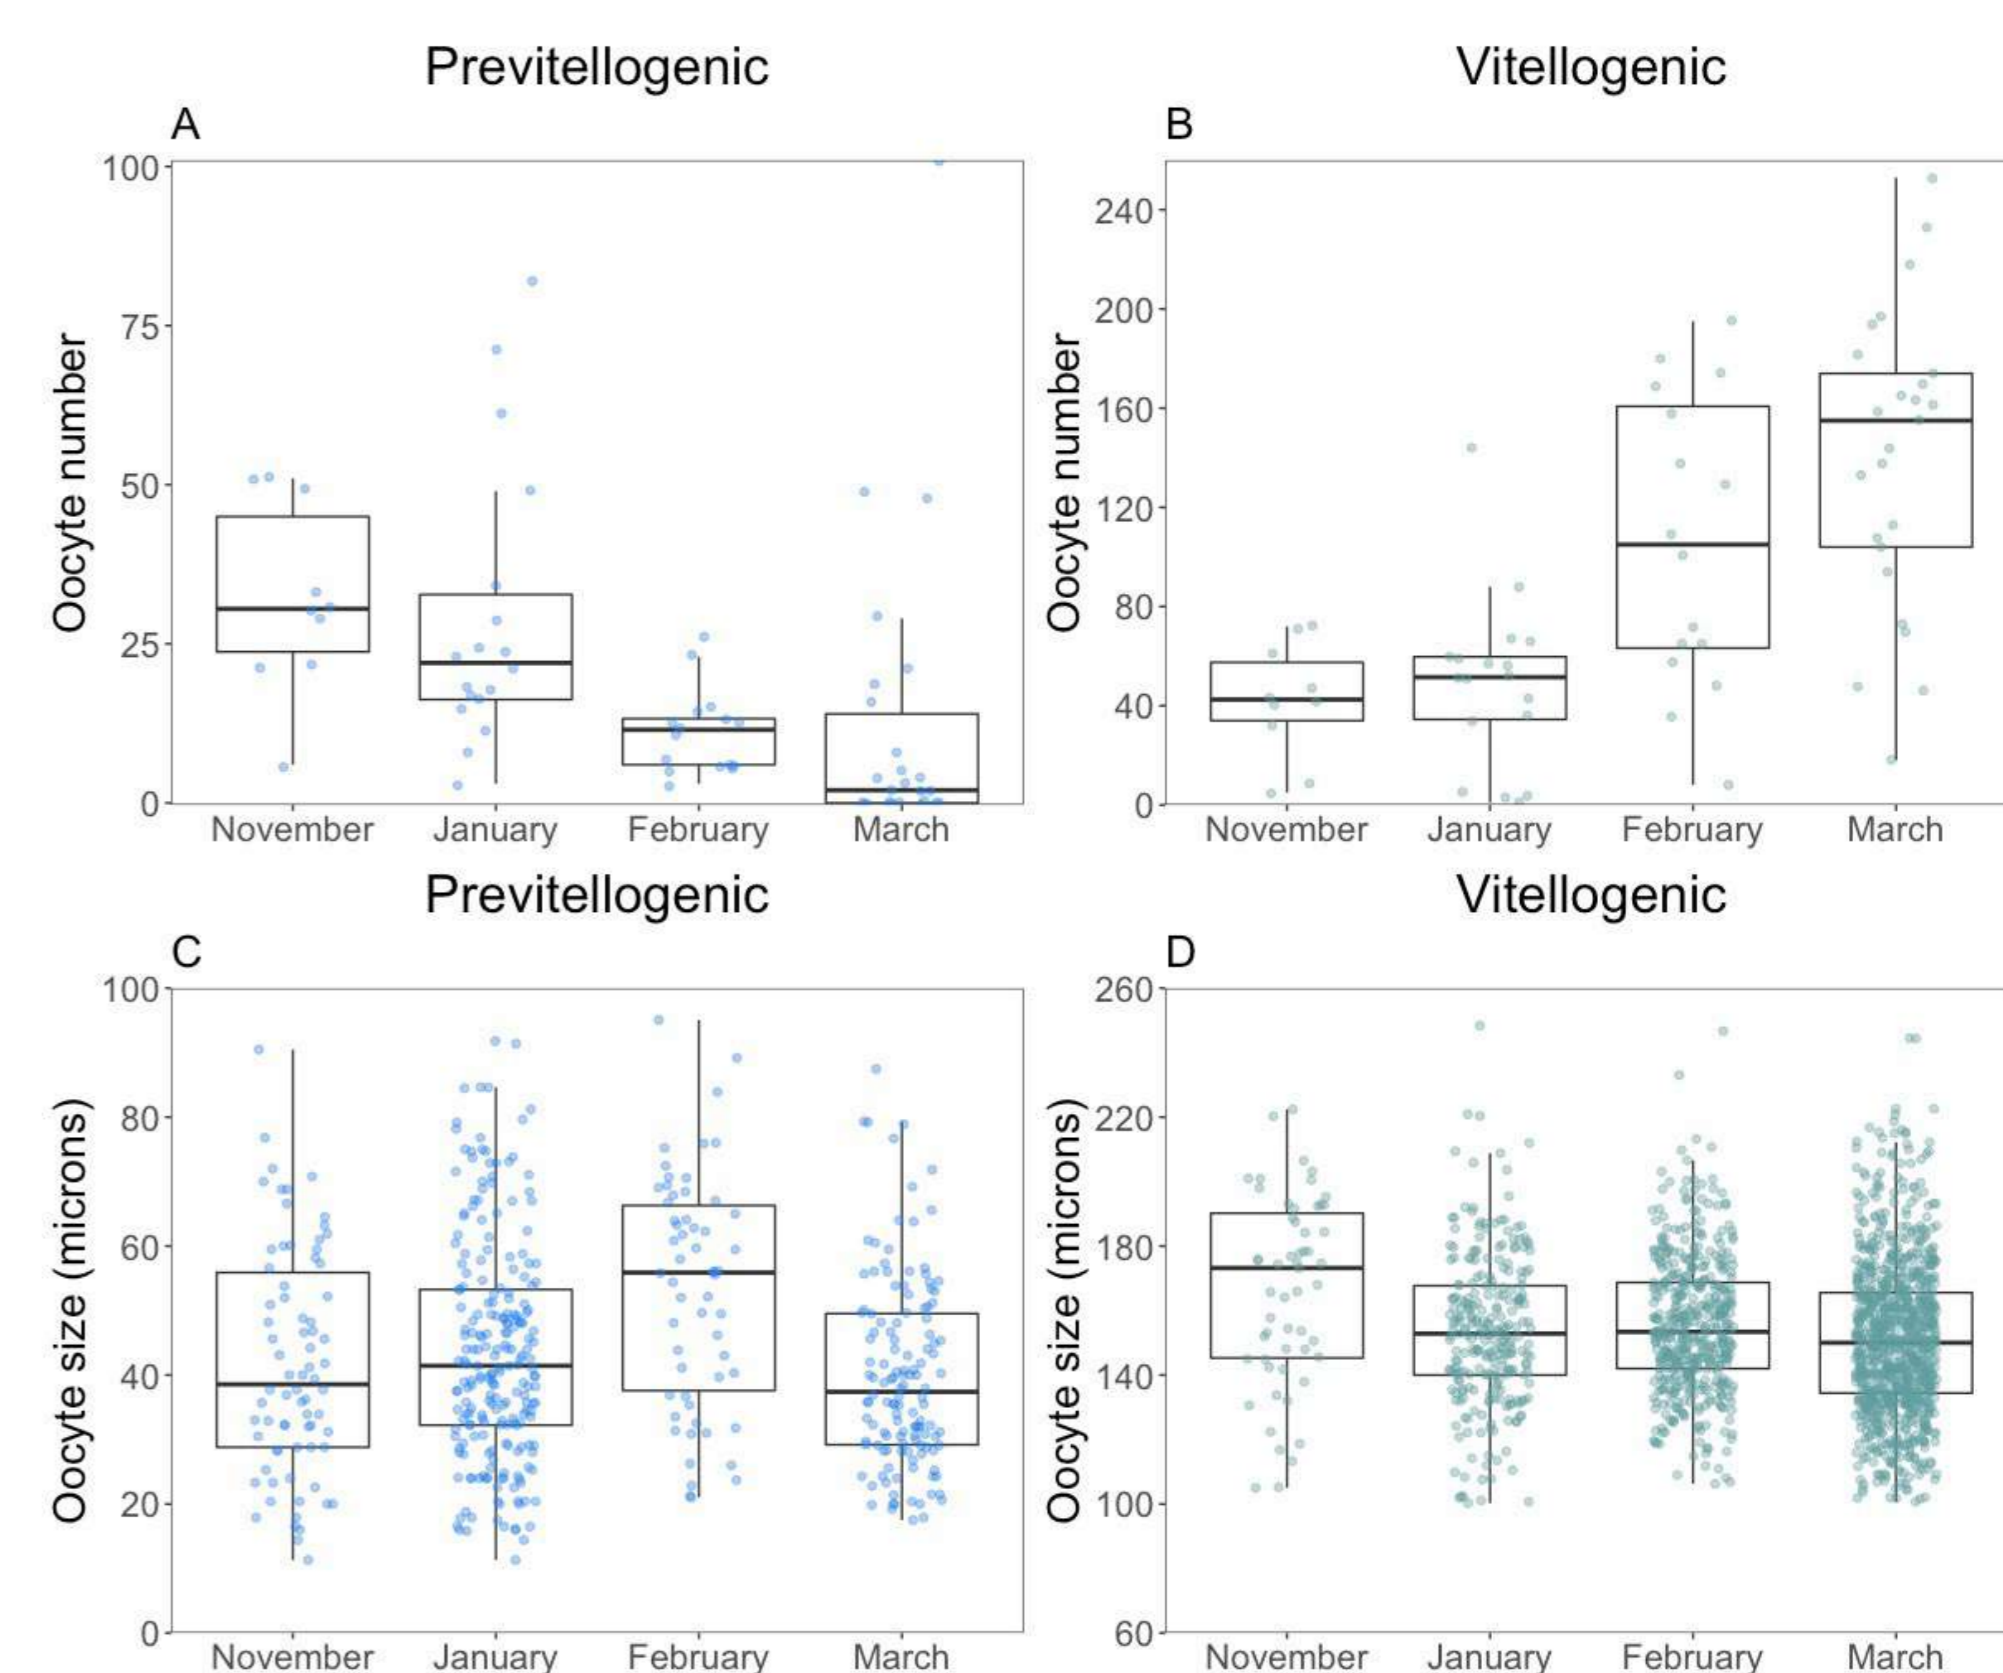 Previtellogenic
Vitellogenic
A
B
Oocyte number
100
75
50
25
0
November January February March
Oocyte number
240
200
160
120
80
40
0
November January February March
Previtellogenic
Vitellogenic
C
D
Oocyte size (microns)
100
80
60
40
20
0
November January February March
Oocyte size (microns)
260
220
180
140
100
60
November January February March